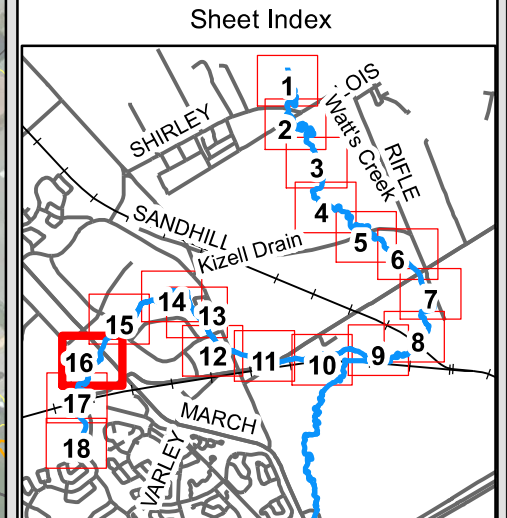 Sheet Index
1
OIS
2
SHIRLEY
Watt's Creek
RIFLE
3
4
SANDHILL
5
Kizell Drain
6
7
14
13
15
8
12
11
10
9
16
17
MARCH
18
VARLEY